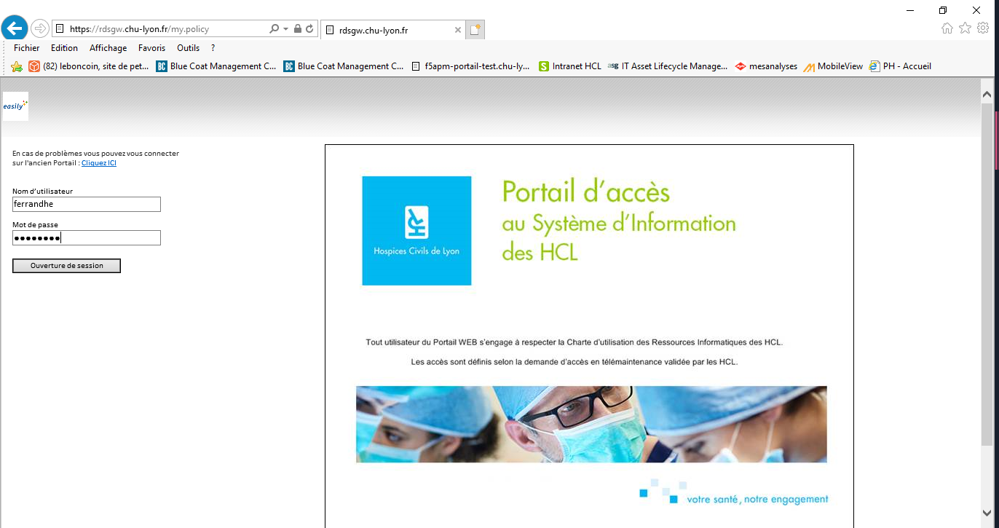 https://rdsgw.chu-lyon.fr/my.policy
rdsgw.chu-lyon.fr
Fichier Edition Affichage Favoris Outils ?
(82) leboncoin, site de pet... BC Blue Coat Management C... BC Blue Coat Management C... f5apm-portail-test.chu-ly... S Intranet HCL asg IT Asset Lifecycle Manage... mesanalyses MobileView PH - Accueil
easily
En cas de problèmes vous pouvez vous connecter
sur l'ancien Portail : Cliquez ICI
Nom d'utilisateur
ferrandhe
Mot de passe
●●●●●●●●
Ouverture de session
Hospices Civils de Lyon
Portail d'accès
au Système d'Information
des HCL
Tout utilisateur du Portail WEB s'engage à respecter la Charte d'utilisation des Ressources Informatiques des HCL.
Les accès sont définis selon la demande d'accès en télémaintenance validée par les HCL.
votre santé, notre engagement